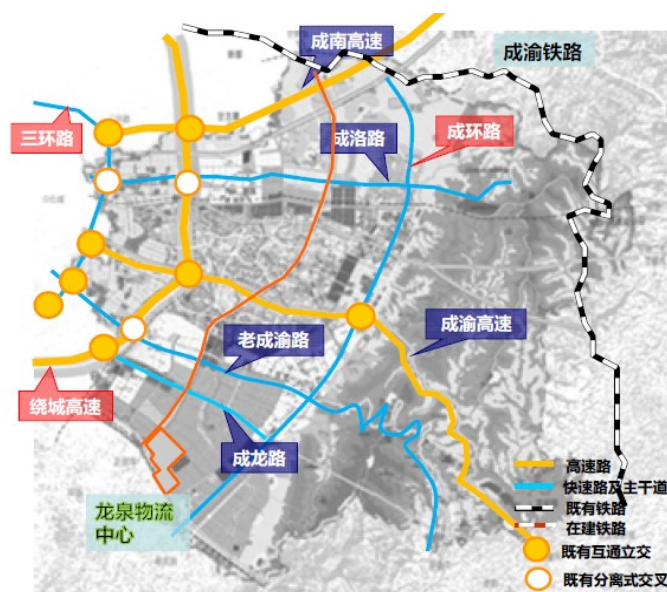 成南高速
成渝铁路
三环路
成洛路
成环路
老成渝路
成渝高速
绕城高速
成龙路
龙泉物流
中心
高速路
快速路及主干道
既有铁路
在建铁路
既有互通立交
既有分离式交叉